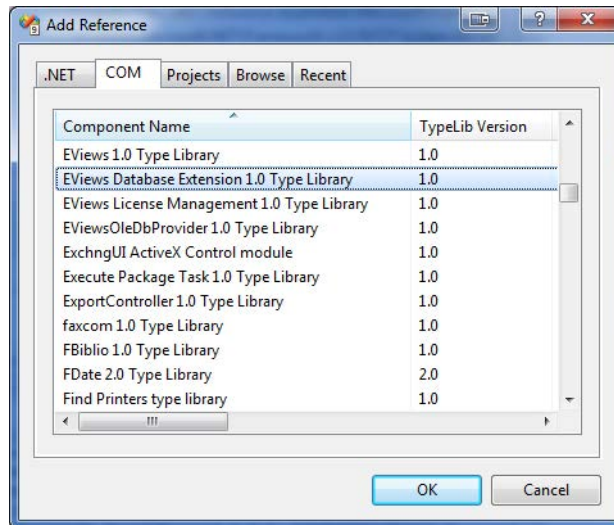 Add Reference
.NET COM Projects Browse Recent
Component Name TypeLib Version
EViews 1.0 Type Library 1.0
EViews Database Extension 1.0 Type Library 1.0
EViews License Management 1.0 Type Library 1.0
EViewsOleDbProvider 1.0 Type Library 1.0
ExchngUI ActiveX Control module 1.0
Execute Package Task 1.0 Type Library 1.0
ExportController 1.0 Type Library 1.0
faxcom 1.0 Type Library 1.0
FBiblio 1.0 Type Library 1.0
FDate 2.0 Type Library 2.0
Find Printers type library 1.0
OK Cancel